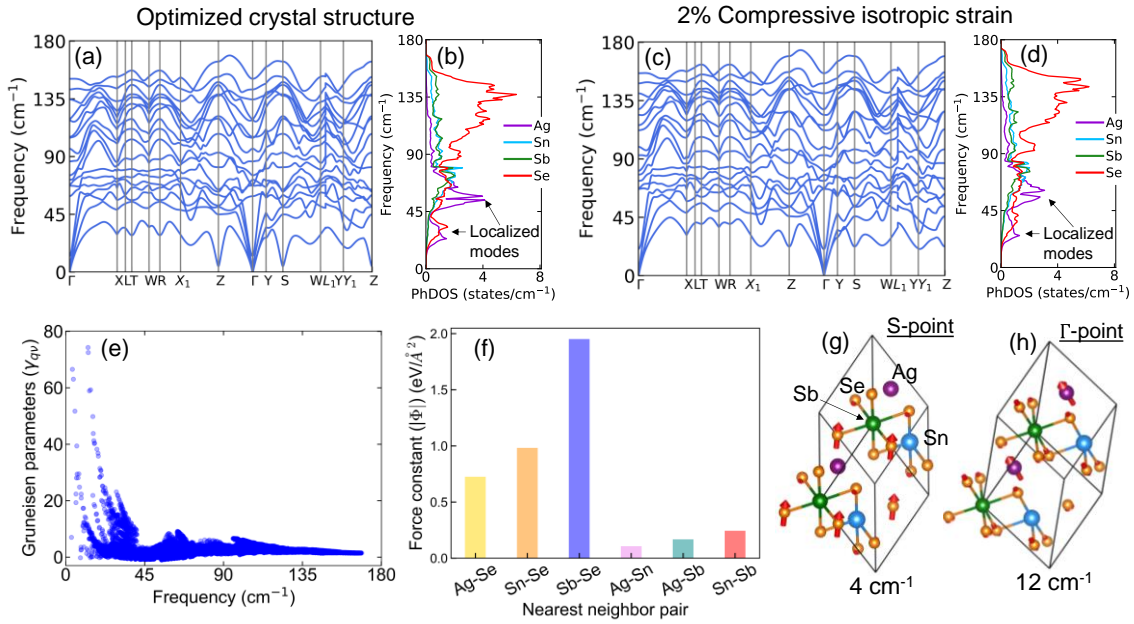 Optimized crystal structure
2% Compressive isotropic strain
(a)
Frequency (cm⁻¹)
180
135
90
45
0
Γ X LT WR X₁ Z Γ Y S WL₁YY₁ Z
(b)
Frequency (cm⁻¹)
180
135
90
45
0
Ag
Sn
Sb
Se
Localized
modes
0 4 8
PhDOS (states/cm⁻¹)
(c)
Frequency (cm⁻¹)
180
135
90
45
0
Γ XLT WR X₁ Z Γ Y S WL₁YY₁ Z
(d)
Frequency (cm⁻¹)
180
135
90
45
0
Ag
Sn
Sb
Se
Localized
modes
0 4 8
PhDOS (states/cm⁻¹)
(e)
Gruneisen parameters (γqν)
80
60
40
20
0
0 45 90 135 180
Frequency (cm⁻¹)
(f)
Force constant (|Φ|) (eV/Å²)
2.0
1.5
1.0
0.5
0.0
Ag-Se Sn-Se Sb-Se Ag-Sn Ag-Sb Sn-Sb
Nearest neighbor pair
S-point
(g)
Ag
Se
Sb
Sn
4 cm⁻¹
Γ-point
(h)
12 cm⁻¹